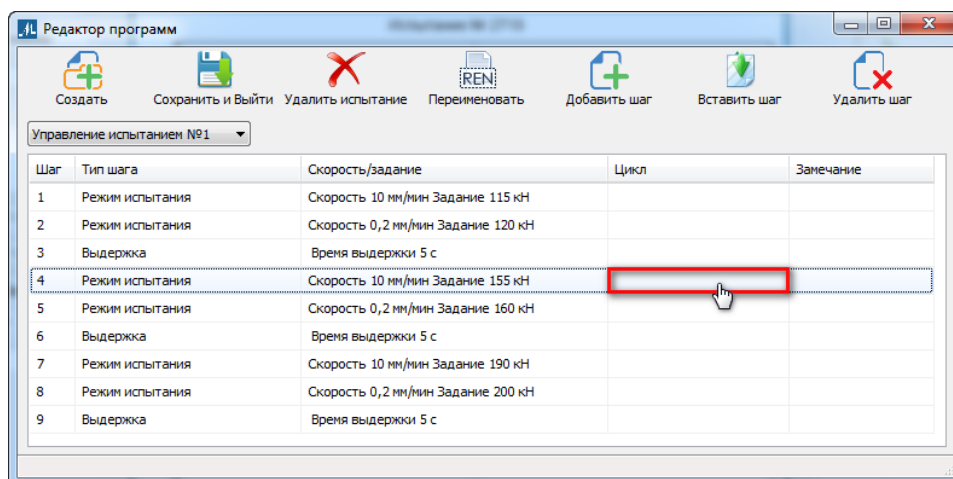 Редактор программ
REN
Создать Сохранить и Выйти Удалить испытание Переименовать Добавить шаг Вставить шаг Удалить шаг
Управление испытанием №1
Шаг Тип шага Скорость/задание Цикл Замечание
1 Режим испытания Скорость 10 мм/мин Задание 115 кН
2 Режим испытания Скорость 0,2 мм/мин Задание 120 кН
3 Выдержка Время выдержки 5 с
4 Режим испытания Скорость 10 мм/мин Задание 155 кН
5 Режим испытания Скорость 0,2 мм/мин Задание 160 кН
6 Выдержка Время выдержки 5 с
7 Режим испытания Скорость 10 мм/мин Задание 190 кН
8 Режим испытания Скорость 0,2 мм/мин Задание 200 кН
9 Выдержка Время выдержки 5 с